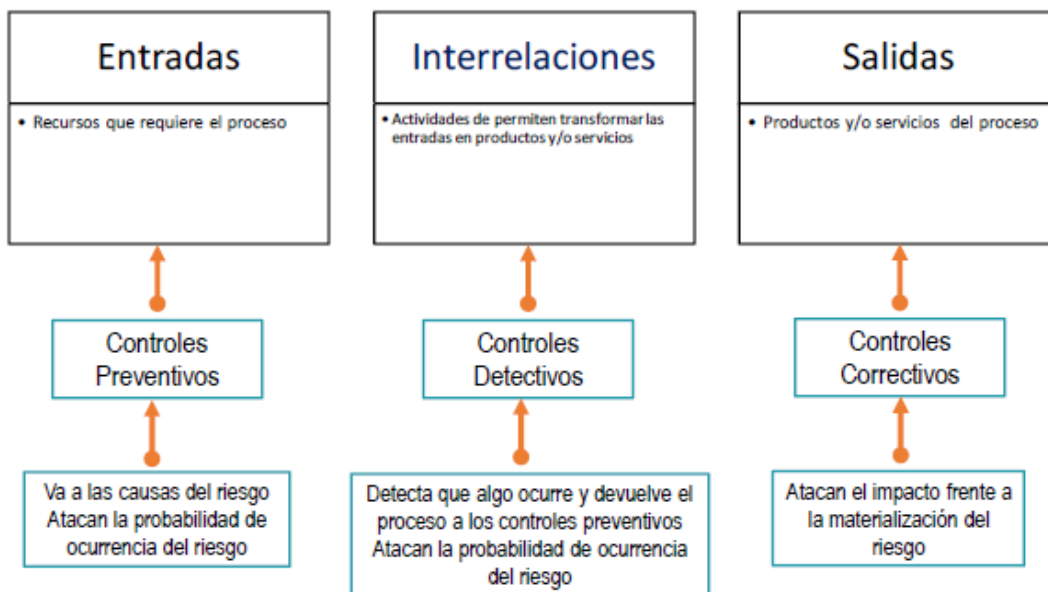 Entradas
• Recursos que requiere el proceso
Interrelaciones
• Actividades de permiten transformar las
entradas en productos y/o servicios
Salidas
• Productos y/o servicios del proceso
Controles
Preventivos
Controles
Detectivos
Controles
Correctivos
Va a las causas del riesgo
Atacan la probabilidad de
ocurrencia del riesgo
Detecta que algo ocurre y devuelve el
proceso a los controles preventivos
Atacan la probabilidad de ocurrencia
del riesgo
Atacan el impacto frente a
la materialización del
riesgo